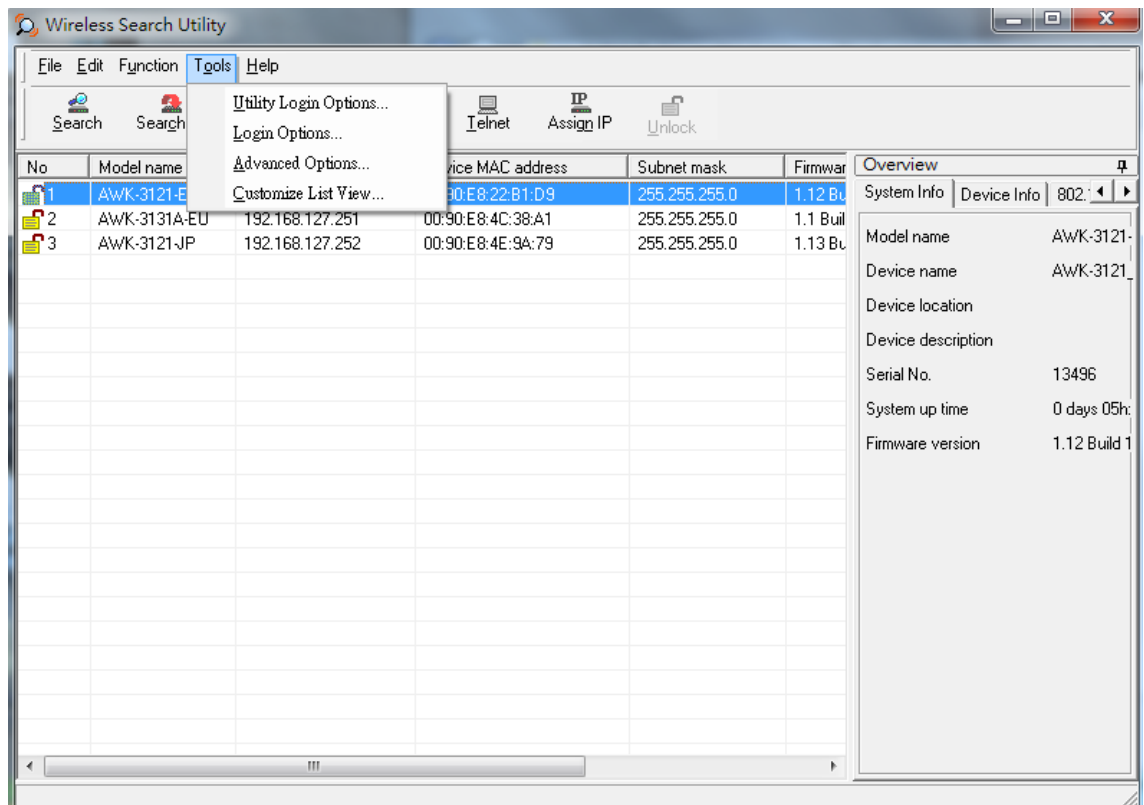 Wireless Search Utility
File Edit Function Tools Help
Utility Login Options...
Login Options...
Advanced Options...
Customize List View...
Search Search Telnet Assign IP Unlock
No Model name vice MAC address Subnet mask Firmwar
1 AWK-3121-E 90:E8:22:B1:D9 255.255.255.0 1.12 Bu
2 AWK-3131A-EU 192.168.127.251 00:90:E8:4C:38:A1 255.255.255.0 1.1 Buil
3 AWK-3121-JP 192.168.127.252 00:90:E8:4E:9A:79 255.255.255.0 1.13 Bu
Overview
System Info Device Info 802.1
Model name AWK-3121-
Device name AWK-3121_
Device location
Device description
Serial No. 13496
System up time 0 days 05h:
Firmware version 1.12 Build 1